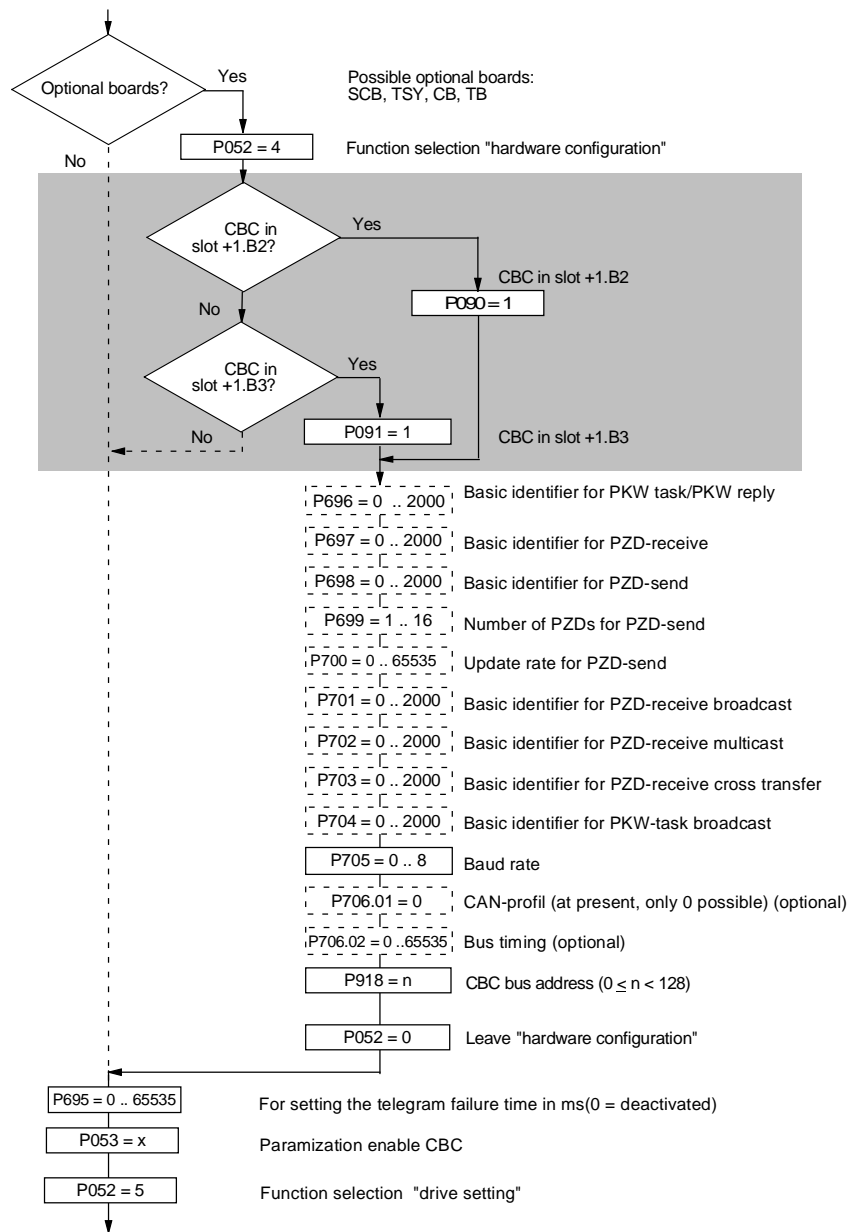 Optional boards?
Yes
Possible optional boards:
SCB, TSY, CB, TB
P052 = 4
Function selection "hardware configuration"
No
CBC in
slot +1.B2?
Yes
CBC in slot +1.B2
P090 = 1
No
CBC in
slot +1.B3?
Yes
P091 = 1
No
CBC in slot +1.B3
P696 = 0 .. 2000
Basic identifier for PKW task/PKW reply
P697 = 0 .. 2000
Basic identifier for PZD-receive
P698 = 0 .. 2000
Basic identifier for PZD-send
P699 = 1 .. 16
Number of PZDs for PZD-send
P700 = 0 .. 65535
Update rate for PZD-send
P701 = 0 .. 2000
Basic identifier for PZD-receive broadcast
P702 = 0 .. 2000
Basic identifier for PZD-receive multicast
P703 = 0 .. 2000
Basic identifier for PZD-receive cross transfer
P704 = 0 .. 2000
Basic identifier for PKW-task broadcast
P705 = 0 .. 8
Baud rate
P706.01 = 0
CAN-profil (at present, only 0 possible) (optional)
P706.02 = 0 ..65535
Bus timing (optional)
P918 = n
CBC bus address (0 ≤ n < 128)
P052 = 0
Leave "hardware configuration"
P695 = 0 .. 65535
For setting the telegram failure time in ms(0 = deactivated)
P053 = x
Paramization enable CBC
P052 = 5
Function selection "drive setting"